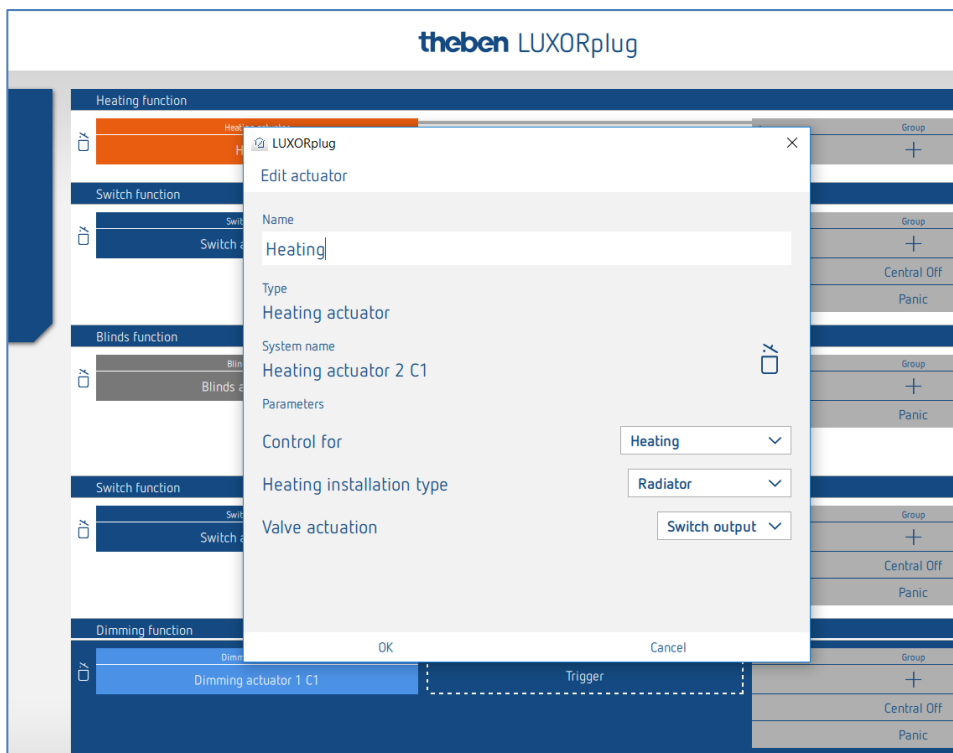 theben LUXORplug
Heating function
Group
LUXORplug
Edit actuator
Switch function
Name
Group
Heating
Switch
Central Off
Type
Panic
Heating actuator
Blinds function
System name
Group
Heating actuator 2 C1
Blinds
Parameters
Panic
Control for
Heating
Switch function
Heating installation type
Radiator
Group
Valve actuation
Switch output
Switch
Central Off
Panic
Dimming function
OK
Cancel
Group
Dimming actuator 1 C1
Trigger
Central Off
Panic